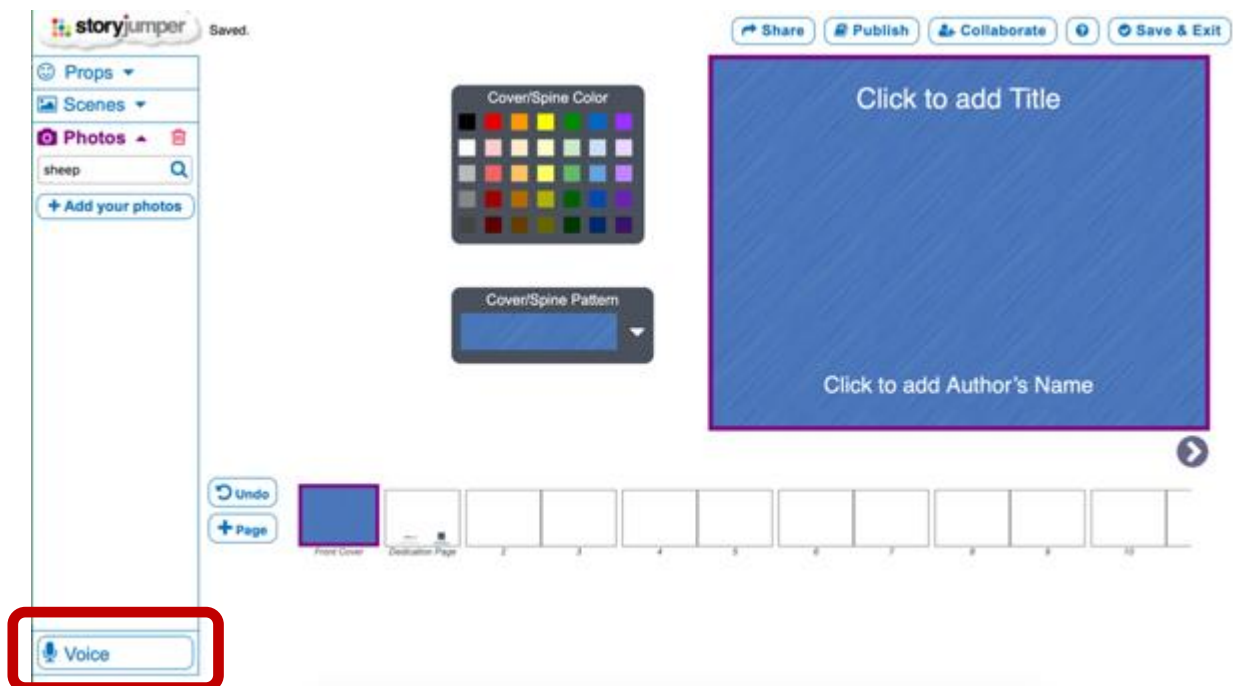 storyjumper
Saved.
Share
Publish
Collaborate
?
Save & Exit
Props
Scenes
Photos
sheep
+ Add your photos
Cover/Spine Color
Cover/Spine Pattern
Click to add Title
Click to add Author's Name
Undo
+ Page
Front Cover
Dedication Page
2
3
4
5
6
7
8
9
10
Voice